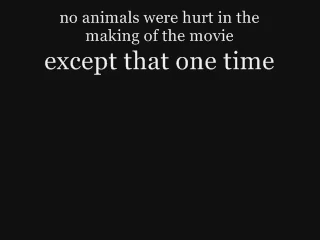 no animals were hurt in the
making of the movie
except that one time